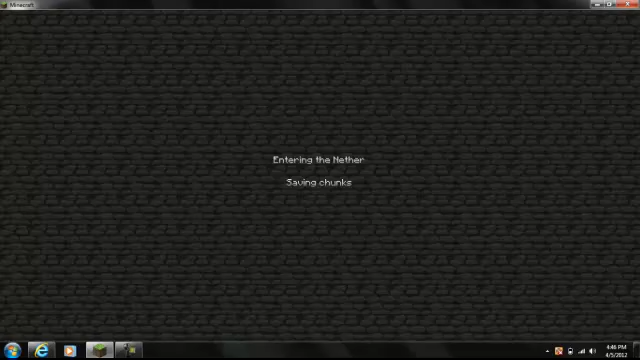 Minecraft
Entering the Nether
Saving chunks
4:46 PM
4/5/2012